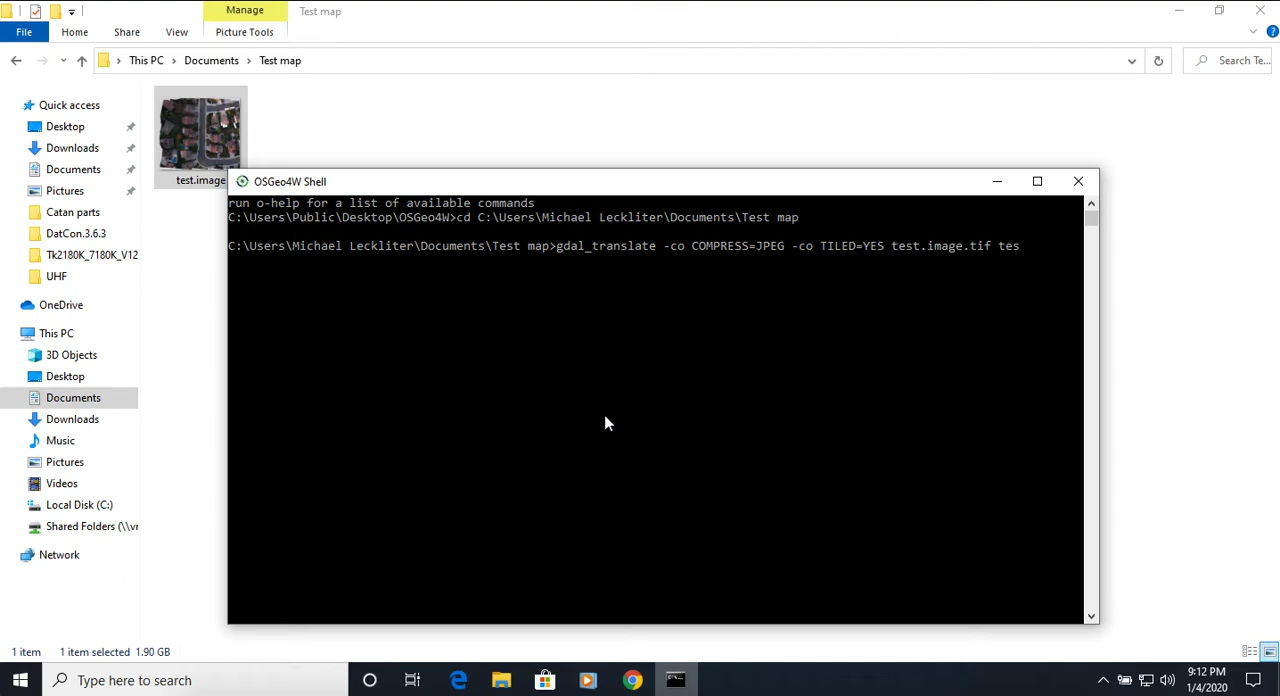 Manage
Test map
File
Home
Share
View
Picture Tools
This PC
Documents
Test map
Search Te...
Quick access
Desktop
Downloads
Documents
Pictures
Catan parts
DatCon.3.6.3
Tk2180K_7180K_V12
UHF
OneDrive
This PC
3D Objects
Desktop
Documents
Downloads
Music
Pictures
Videos
Local Disk (C:)
Shared Folders (\\vr
Network
test.image
OSGeo4W Shell
run o-help for a list of available commands
C:\Users\Public\Desktop\OSGeo4W>cd C:\Users\Michael Leckliter\Documents\Test map
C:\Users\Michael Leckliter\Documents\Test map>gdal_translate -co COMPRESS=JPEG -co TILED=YES test.image.tif tes
1 item
1 item selected 1.90 GB
Type here to search
9:12 PM
1/4/2020